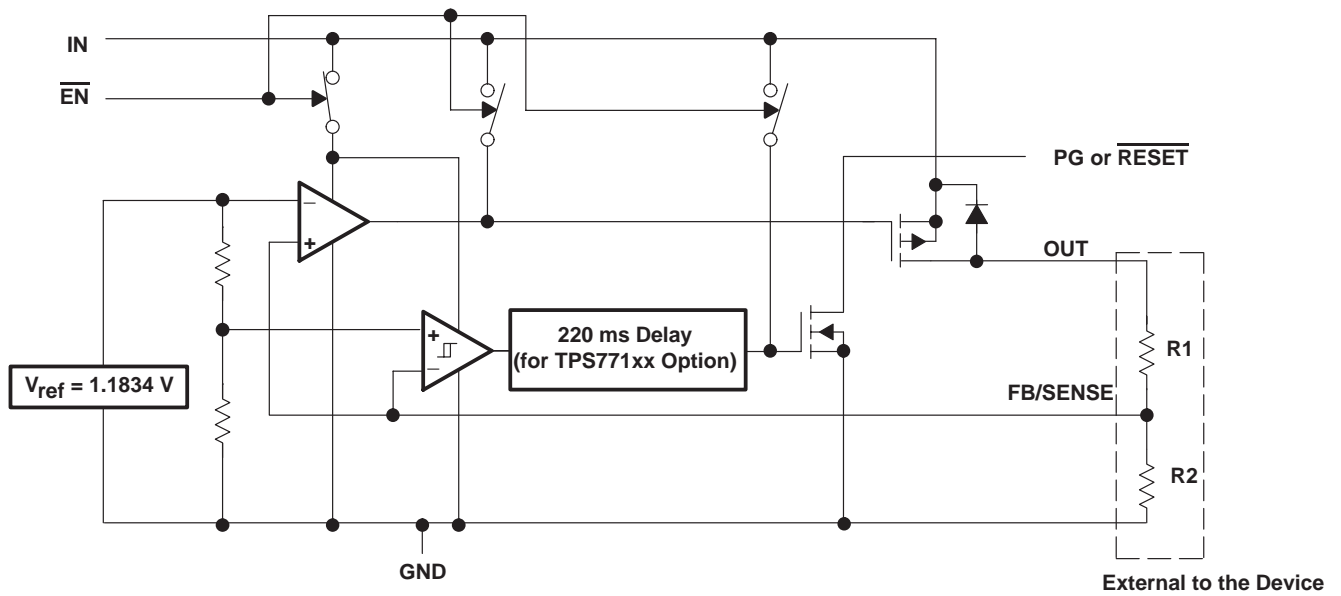 IN
EN
PG or RESET
−
+
OUT
+
−
220 ms Delay
(for TPS771xx Option)
R1
Vref = 1.1834 V
FB/SENSE
R2
GND
External to the Device